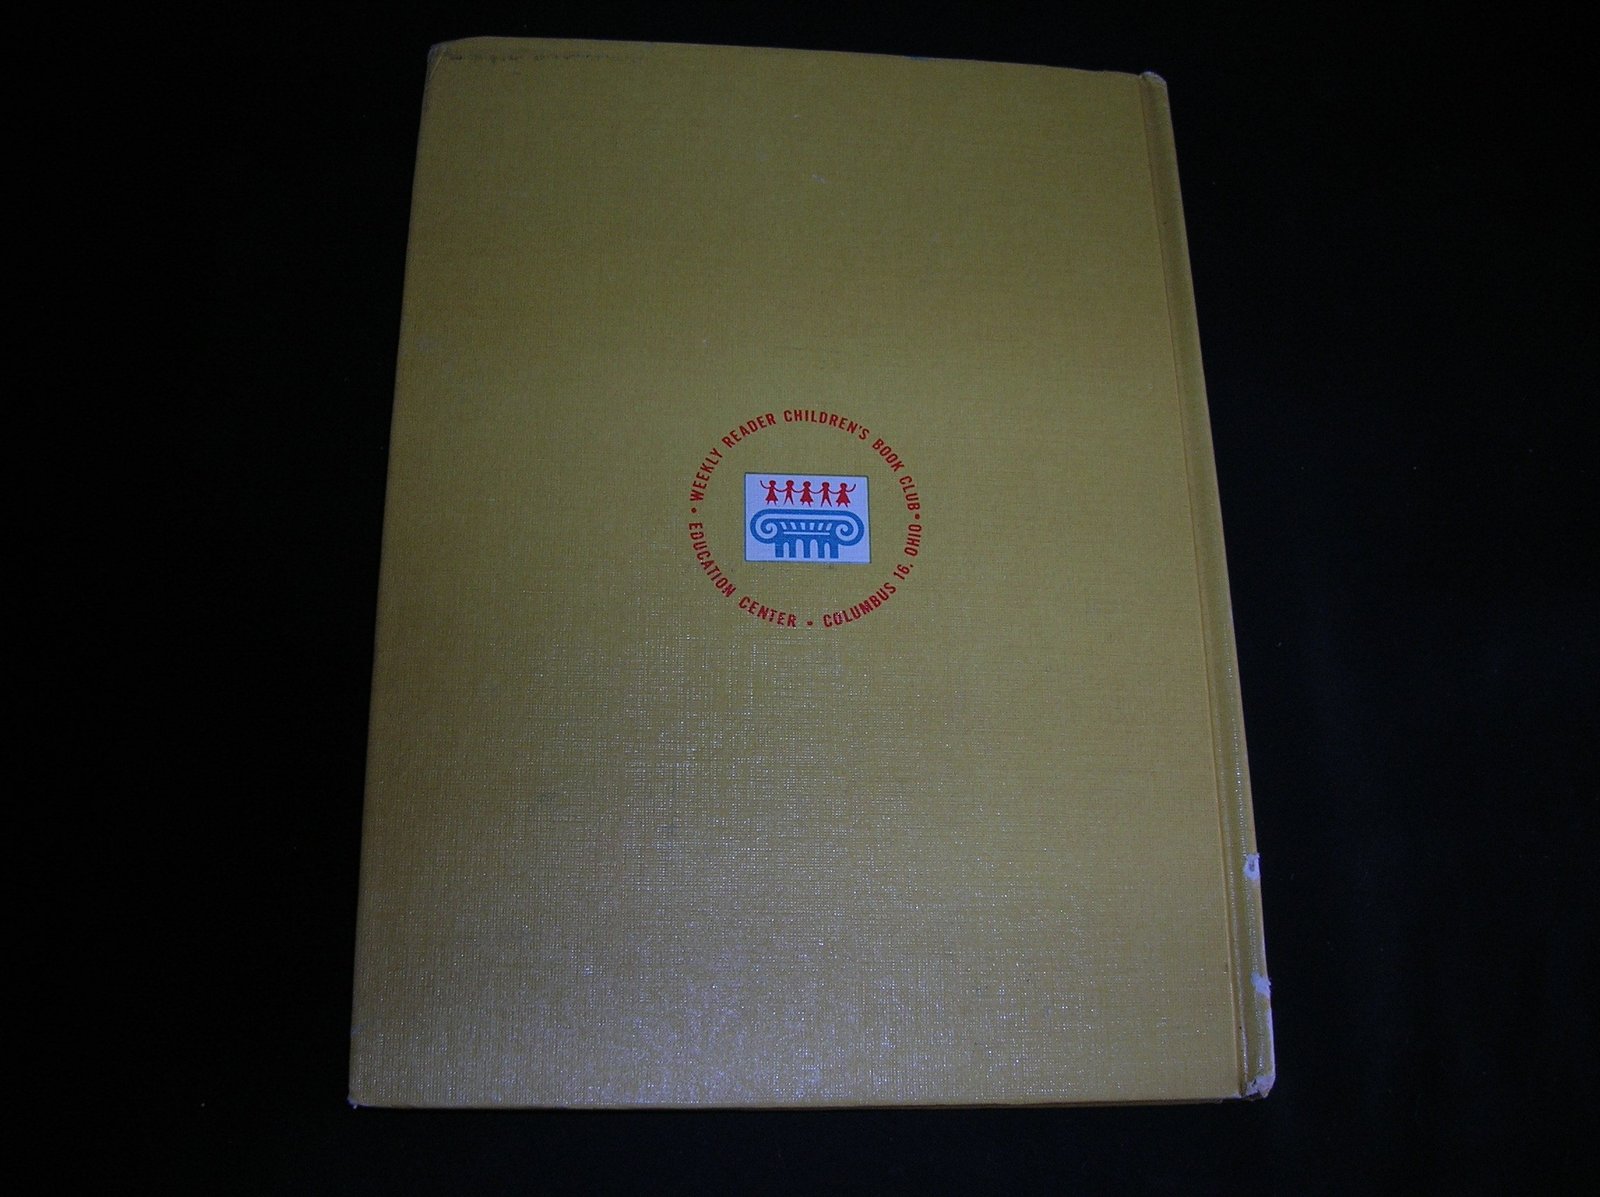 • WEEKLY READER CHILDREN'S BOOK CLUB •
EDUCATION CENTER • COLUMBUS 16, OHIO